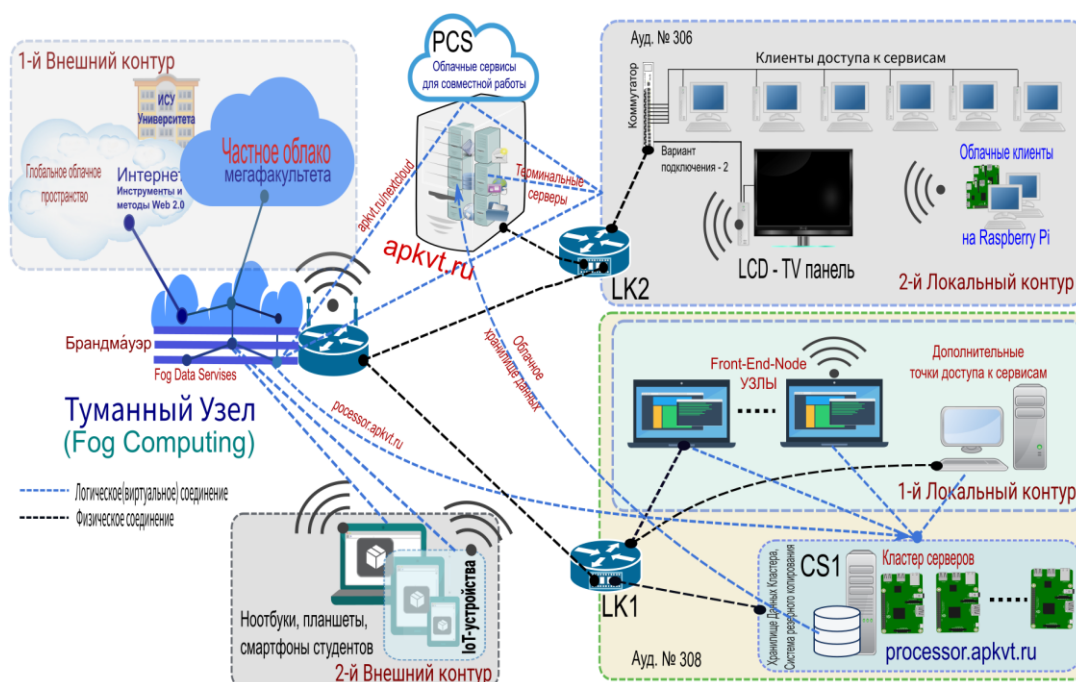 1-й Внешний контур
ИСУ
Университета
Глобальное облачное
пространство
Интернет
Инструменты и
методы Web 2.0
Частное облако
мегафакультета
Брандма́уэр
Fog Data Servises
Туманный Узел
(Fog Computing)
Логическое(виртуальное) соединение
Физическое соединение
PCS
Облачные сервисы
для совместной работы
apkvt.ru/nextcloud
Терминальные
серверы
apkvt.ru
Облачное
хранилище данных
pocessor.apkvt.ru
LK2
Ауд. № 306
Коммутатор
Клиенты доступа к сервисам
Вариант
подключения - 2
LCD - TV панель
Облачные клиенты
на Raspberry Pi
2-й Локальный контур
Front-End-Node
УЗЛЫ
Дополнительные
точки доступа к сервисам
1-й Локальный контур
LK1
Хранилище Данных Кластера,
Система резервного копирования
CS1
Кластер серверов
processor.apkvt.ru
Ауд. № 308
Ноотбуки, планшеты,
смартфоны студентов
IoT-устройства
2-й Внешний контур